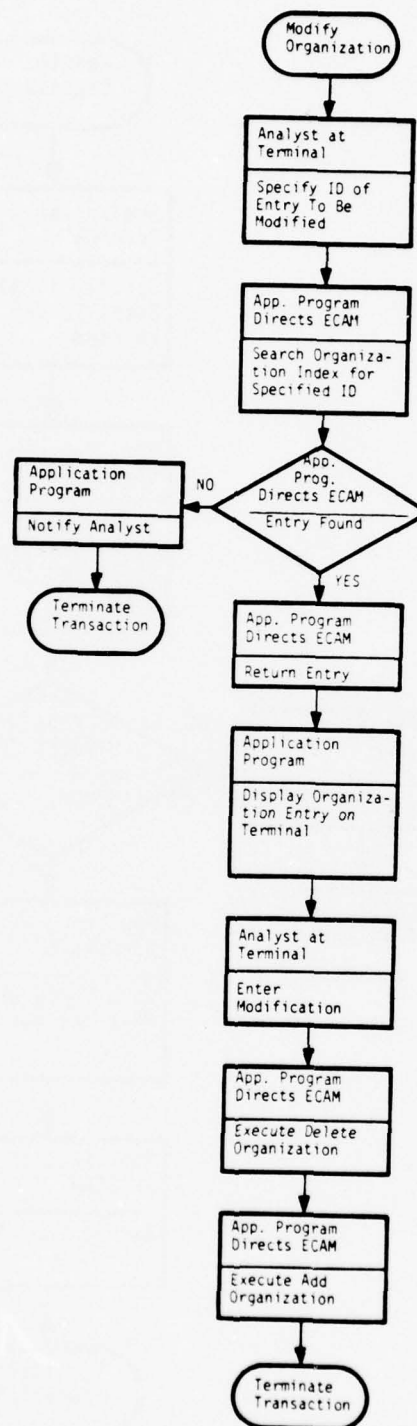 Modify
Organization
Analyst at
Terminal
Specify ID of
Entry To Be
Modified
App. Program
Directs ECAM
Search Organiza-
tion Index for
Specified ID
App.
Prog.
Directs ECAM
Entry Found
NO
Application
Program
Notify Analyst
Terminate
Transaction
YES
App. Program
Directs ECAM
Return Entry
Application
Program
Display Organiza-
tion Entry on
Terminal
Analyst at
Terminal
Enter
Modification
App. Program
Directs ECAM
Execute Delete
Organization
App. Program
Directs ECAM
Execute Add
Organization
Terminate
Transaction